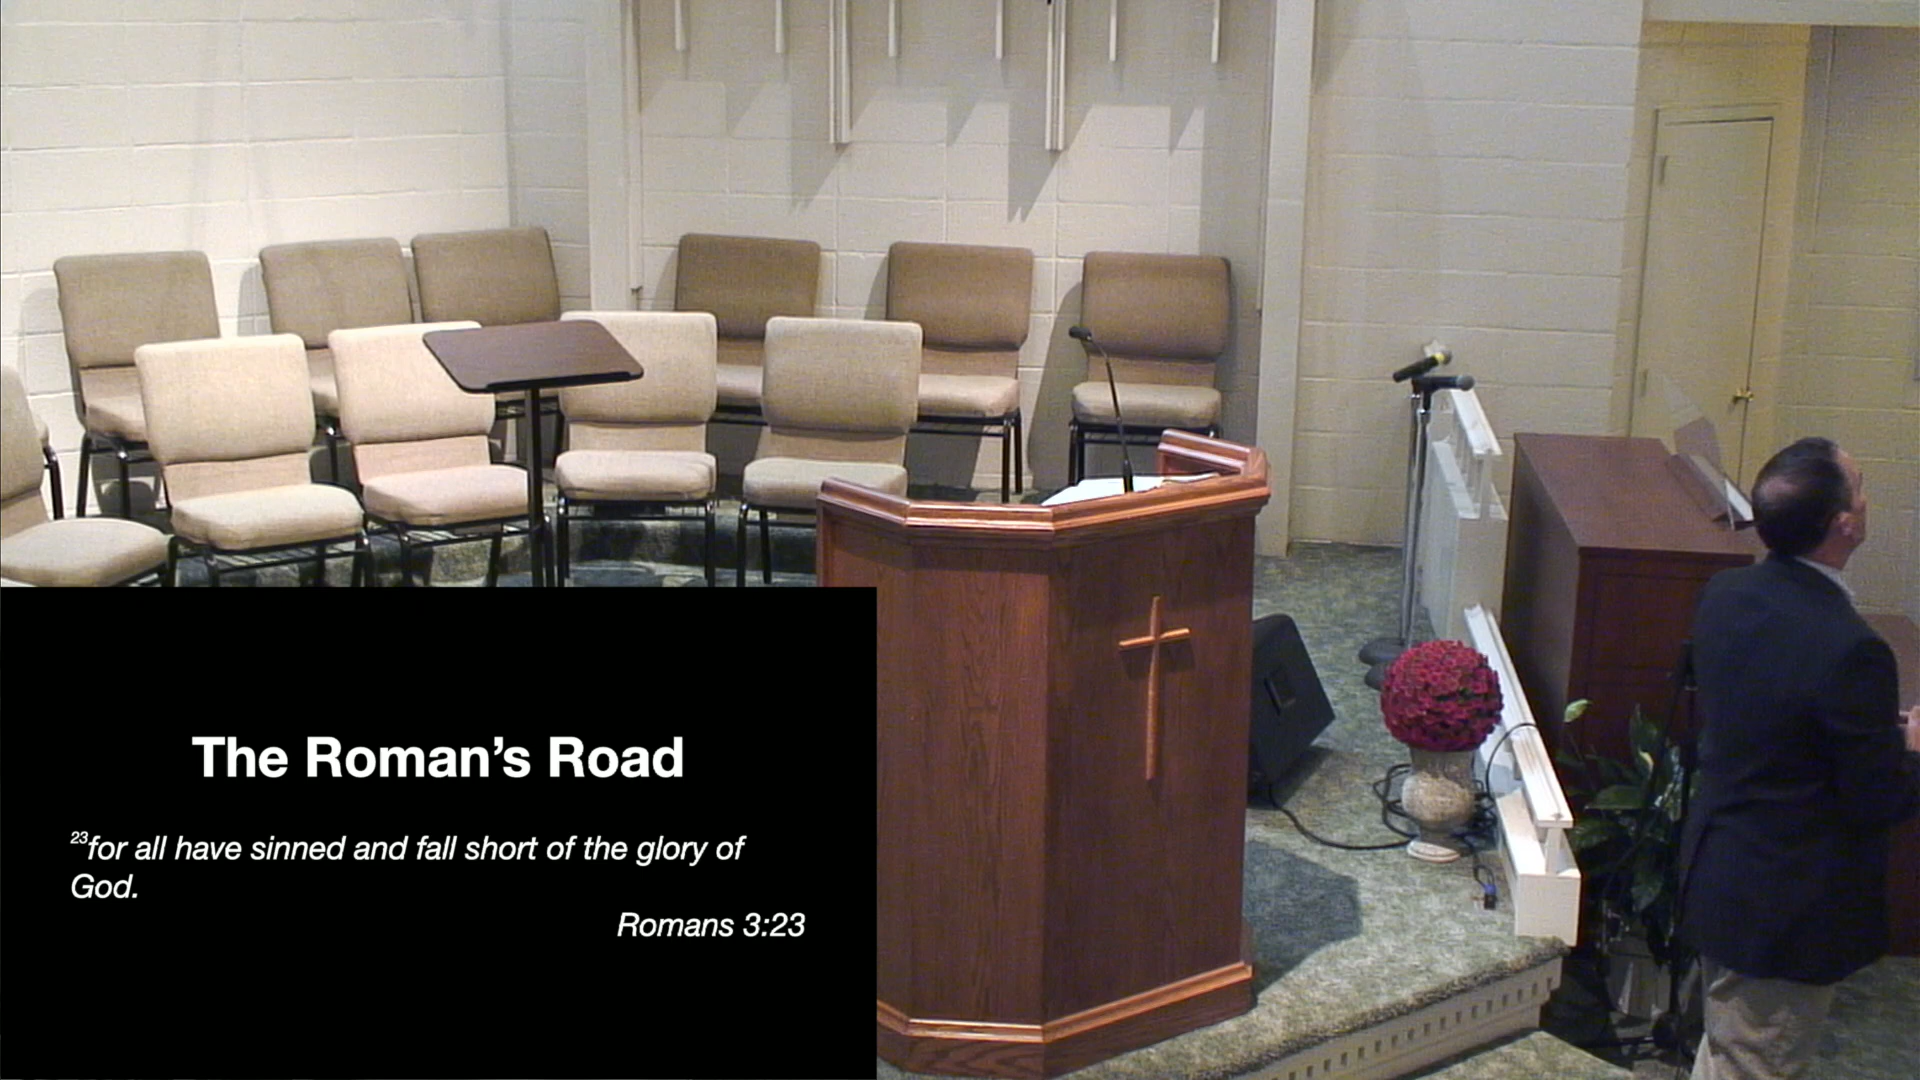 The Roman’s Road
²³for all have sinned and fall short of the glory of
God.
Romans 3:23